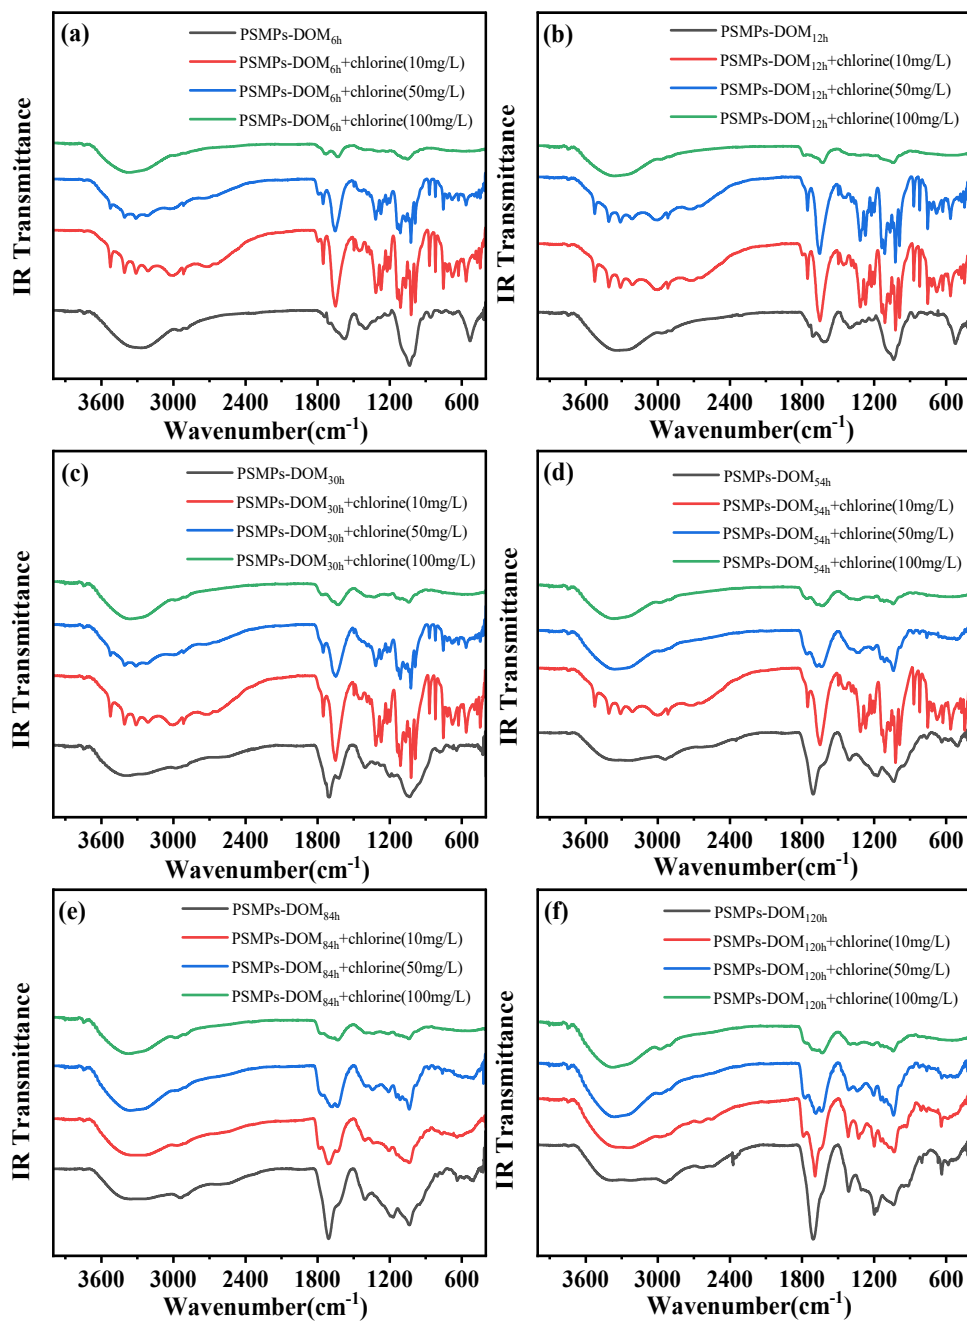 (a)
PSMPs-DOM6h
PSMPs-DOM6h+chlorine(10mg/L)
PSMPs-DOM6h+chlorine(50mg/L)
PSMPs-DOM6h+chlorine(100mg/L)
IR Transmittance
3600 3000 2400 1800 1200 600
Wavenumber(cm-1)
(b)
PSMPs-DOM12h
PSMPs-DOM12h+chlorine(10mg/L)
PSMPs-DOM12h+chlorine(50mg/L)
PSMPs-DOM12h+chlorine(100mg/L)
IR Transmittance
3600 3000 2400 1800 1200 600
Wavenumber(cm-1)
(c)
PSMPs-DOM30h
PSMPs-DOM30h+chlorine(10mg/L)
PSMPs-DOM30h+chlorine(50mg/L)
PSMPs-DOM30h+chlorine(100mg/L)
IR Transmittance
3600 3000 2400 1800 1200 600
Wavenumber(cm-1)
(d)
PSMPs-DOM54h
PSMPs-DOM54h+chlorine(10mg/L)
PSMPs-DOM54h+chlorine(50mg/L)
PSMPs-DOM54h+chlorine(100mg/L)
IR Transmittance
3600 3000 2400 1800 1200 600
Wavenumber(cm-1)
(e)
PSMPs-DOM84h
PSMPs-DOM84h+chlorine(10mg/L)
PSMPs-DOM84h+chlorine(50mg/L)
PSMPs-DOM84h+chlorine(100mg/L)
IR Transmittance
3600 3000 2400 1800 1200 600
Wavenumber(cm-1)
(f)
PSMPs-DOM120h
PSMPs-DOM120h+chlorine(10mg/L)
PSMPs-DOM120h+chlorine(50mg/L)
PSMPs-DOM120h+chlorine(100mg/L)
IR Transmittance
3600 3000 2400 1800 1200 600
Wavenumber(cm-1)